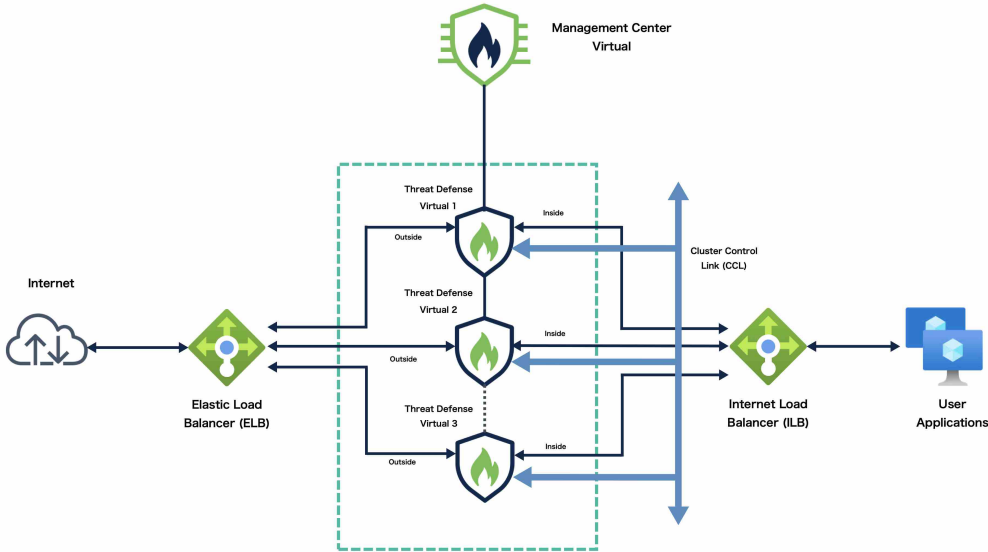 Management Center
Virtual
Threat Defense
Virtual 1
Inside
Outside
Cluster Control
Link (CCL)
Internet
Threat Defense
Virtual 2
Inside
Outside
Elastic Load
Balancer (ELB)
Threat Defense
Virtual 3
Inside
Outside
Internet Load
Balancer (ILB)
User
Applications